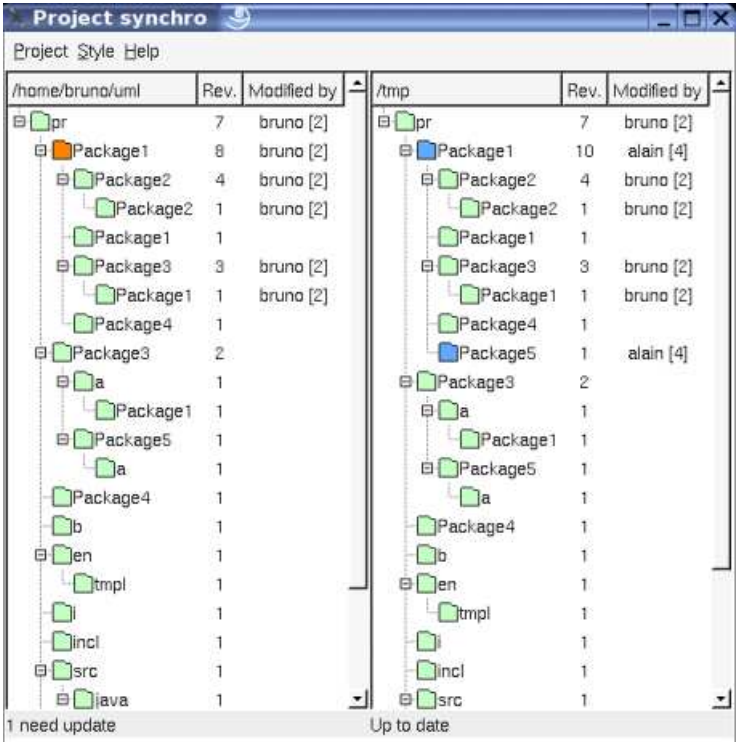 Project synchro
Project Style Help
/home/bruno/uml Rev. Modified by
pr 7 bruno [2]
Package1 8 bruno [2]
Package2 4 bruno [2]
Package2 1 bruno [2]
Package1 1
Package3 3 bruno [2]
Package1 1 bruno [2]
Package4 1
Package3 2
a 1
Package1 1
Package5 1
a 1
Package4 1
b 1
en 1
tmpl 1
i 1
incl 1
src 1
java 1
1 need update
/tmp Rev. Modified by
pr 7 bruno [2]
Package1 10 alain [4]
Package2 4 bruno [2]
Package2 1 bruno [2]
Package1 1
Package3 3 bruno [2]
Package1 1 bruno [2]
Package4 1
Package5 1 alain [4]
Package3 2
a 1
Package1 1
Package5 1
a 1
Package4 1
b 1
en 1
tmpl 1
i 1
incl 1
src 1
Up to date